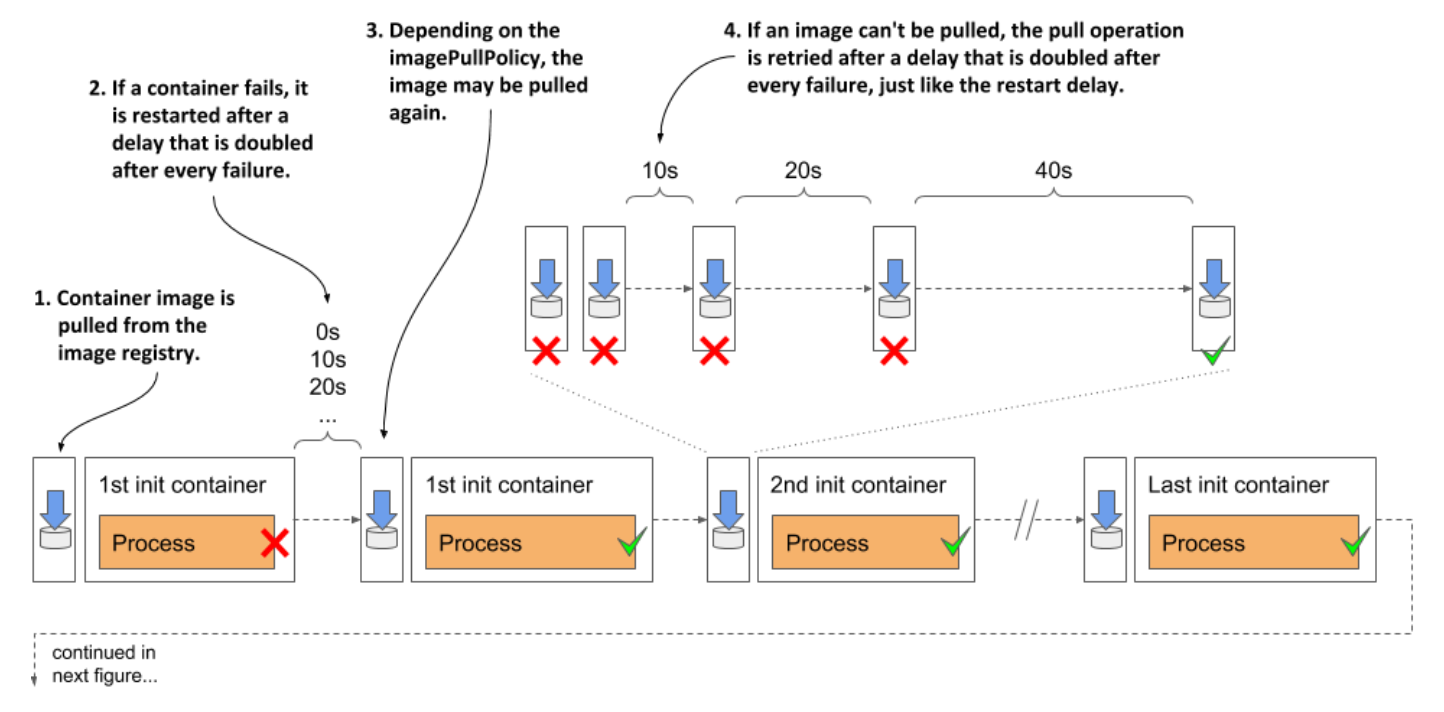 3. Depending on the
imagePullPolicy, the
image may be pulled
again.
4. If an image can't be pulled, the pull operation
is retried after a delay that is doubled after
every failure, just like the restart delay.
2. If a container fails, it
is restarted after a
delay that is doubled
after every failure.
10s
20s
40s
1. Container image is
pulled from the
image registry.
0s
10s
20s
...
1st init container
Process
1st init container
Process
2nd init container
Process
Last init container
Process
continued in
next figure...